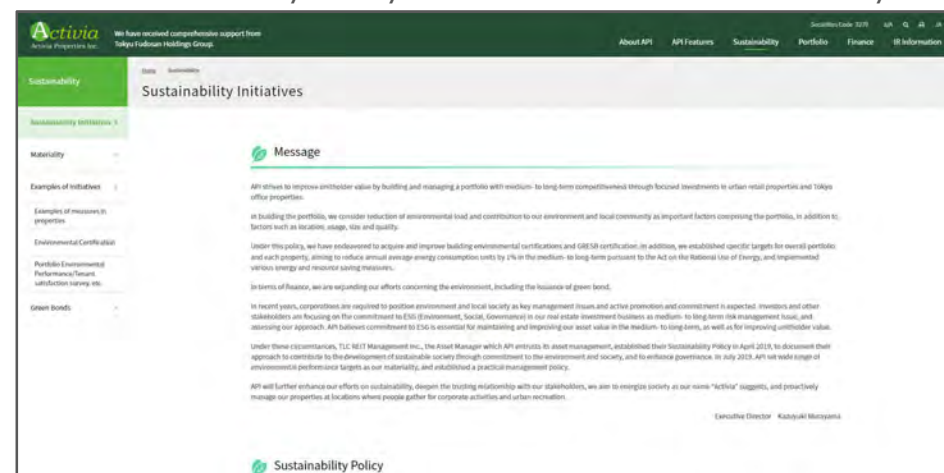 Activia
Activia Properties Inc.
We have received comprehensive support from
Tokyu Fudosan Holdings Group.
Securities Code 3279
About API
API Features
Sustainability
Portfolio
Finance
IR Information
Sustainability
Home Sustainability
Sustainability Initiatives
Sustainability Initiatives
Materiality
Examples of Initiatives
Examples of measures in
properties
Environmental Certification
Portfolio Environmental
Performance/Tenant
satisfaction survey, etc.
Green Bonds
Message
API strives to improve unitholder value by building and managing a portfolio with medium- to long-term competitiveness through focused investments in urban retail properties and Tokyo
office properties.
In building the portfolio, we consider reduction of environmental load and contribution to our environment and local community as important factors composing the portfolio, in addition to
factors such as location, usage, size and quality.
Under this policy, we have endeavored to acquire and improve building environmental certifications and GRESB certification. In addition, we established specific targets for overall portfolio
and each property, aiming to reduce annual average energy consumption units by 1% in the medium- to long-term pursuant to the Act on the Rational Use of Energy, and implemented
various energy and resource saving measures.
In terms of finance, we are expanding our efforts concerning the environment, including the issuance of green bond.
In recent years, corporations are required to position environment and local society as key management issues and active promotion and commitment is expected. Investors and other
stakeholders are focusing on the commitment to ESG (Environment, Social, Governance) in our real estate investment business as medium- to long-term risk management issue, and
assessing our approach. API believes commitment to ESG is essential for maintaining and improving our asset value in the medium- to long-term, as well as for improving unitholder value.
Under these circumstances, TLC REIT Management Inc., the Asset Manager which API entrusts its asset management, established their Sustainability Policy in April 2019, to document their
approach to contribute to the development of sustainable society through commitment to the environment and society, and to enhance governance. In July 2019, API set wide range of
environmental performance targets as our materiality, and established a practical management policy.
API will further enhance our efforts on sustainability, deepen the trusting relationship with our stakeholders, we aim to energize society as our name "Activia" suggests, and proactively
manage our properties at locations where people gather for corporate activities and urban recreation.
Executive Director Kazuyuki Murayama
Sustainability Policy